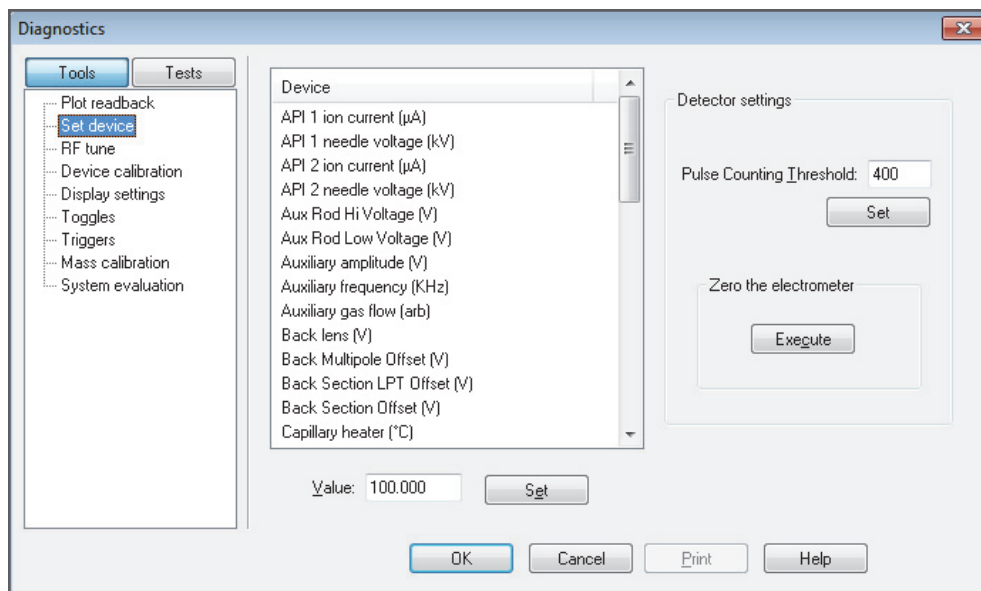 Diagnostics
Tools
Tests
Plot readback
Set device
RF tune
Device calibration
Display settings
Toggles
Triggers
Mass calibration
System evaluation
Device
API 1 ion current (µA)
API 1 needle voltage (kV)
API 2 ion current (µA)
API 2 needle voltage (kV)
Aux Rod Hi Voltage (V)
Aux Rod Low Voltage (V)
Auxiliary amplitude (V)
Auxiliary frequency (KHz)
Auxiliary gas flow (arb)
Back lens (V)
Back Multipole Offset (V)
Back Section LPT Offset (V)
Back Section Offset (V)
Capillary heater (°C)
Value: 100.000
Set
Detector settings
Pulse Counting Threshold: 400
Set
Zero the electrometer
Execute
OK
Cancel
Print
Help